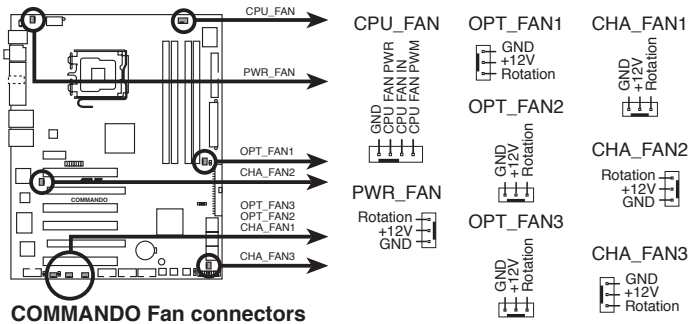 CPU_FAN
PWR_FAN
OPT_FAN1
CHA_FAN2
OPT_FAN3
OPT_FAN2
CHA_FAN1
CHA_FAN3
COMMANDO
COMMANDO Fan connectors
CPU_FAN
GND
CPU FAN PWR
CPU FAN IN
CPU FAN PWM
PWR_FAN
Rotation
+12V
GND
OPT_FAN1
GND
+12V
Rotation
OPT_FAN2
GND
+12V
Rotation
OPT_FAN3
GND
+12V
Rotation
CHA_FAN1
GND
+12V
Rotation
CHA_FAN2
Rotation
+12V
GND
CHA_FAN3
GND
+12V
Rotation